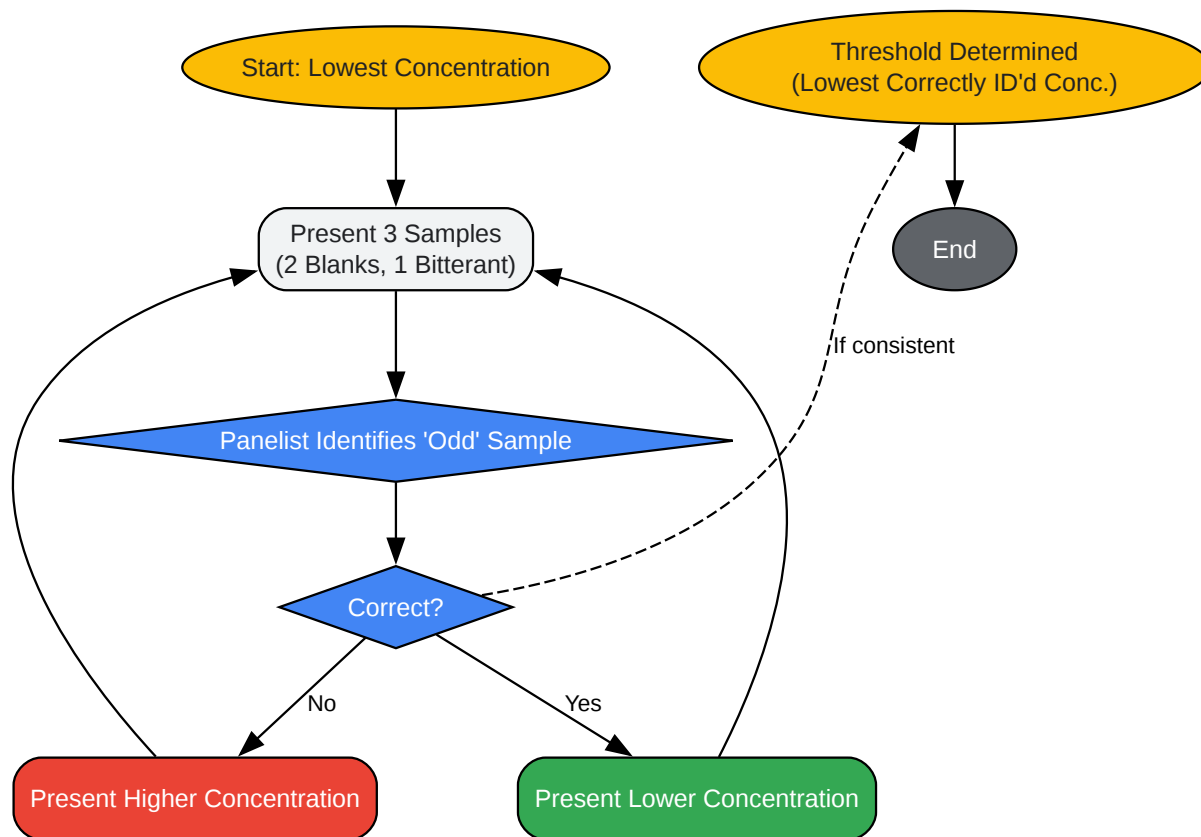 Start: Lowest Concentration
Threshold Determined
(Lowest Correctly ID'd Conc.)
Present 3 Samples
(2 Blanks, 1 Bitterant)
End
If consistent
Panelist Identifies 'Odd' Sample
Correct?
No
Yes
Present Higher Concentration
Present Lower Concentration